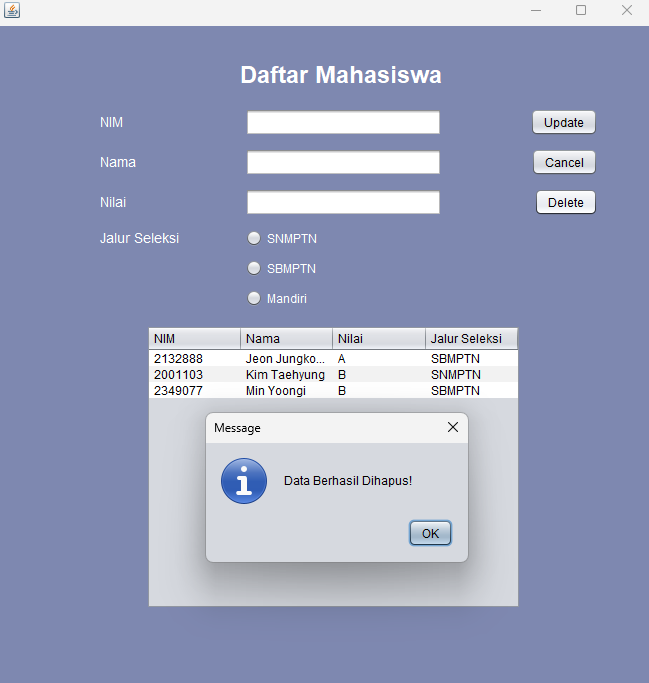 Daftar Mahasiswa
NIM
Update
Nama
Cancel
Nilai
Delete
Jalur Seleksi
SNMPTN
SBMPTN
Mandiri
NIM Nama Nilai Jalur Seleksi
2132888 Jeon Jungko... A SBMPTN
2001103 Kim Taehyung B SNMPTN
2349077 Min Yoongi B SBMPTN
Message
Data Berhasil Dihapus!
OK